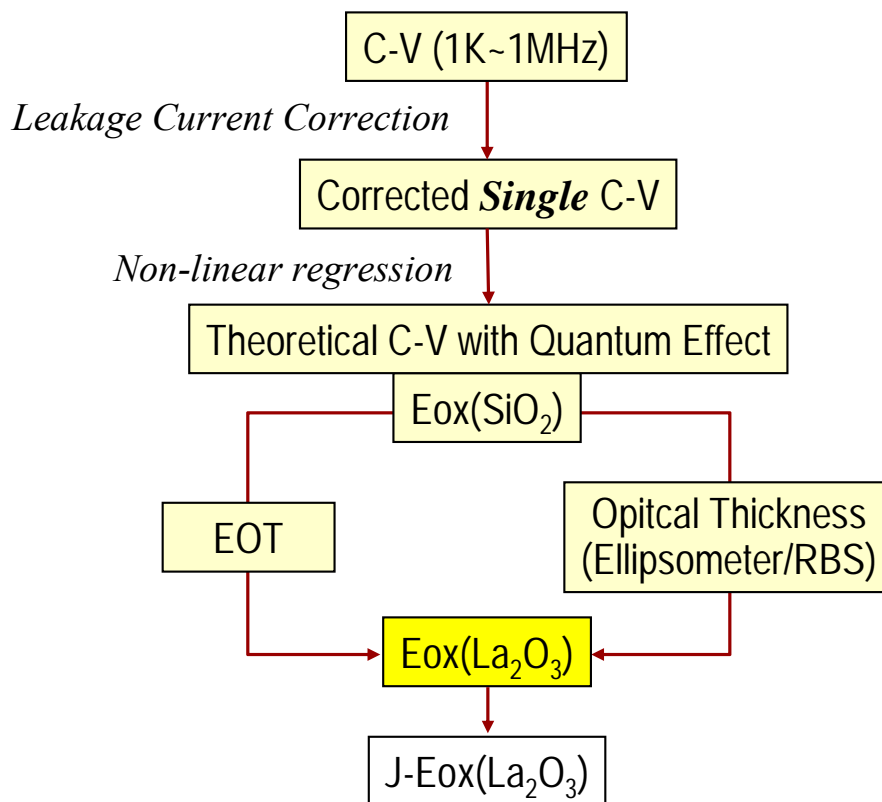 C-V (1K~1MHz)
Leakage Current Correction
Corrected Single C-V
Non-linear regression
Theoretical C-V with Quantum Effect
Eox(SiO₂)
EOT
Opitcal Thickness
(Ellipsometer/RBS)
Eox(La₂O₃)
J-Eox(La₂O₃)